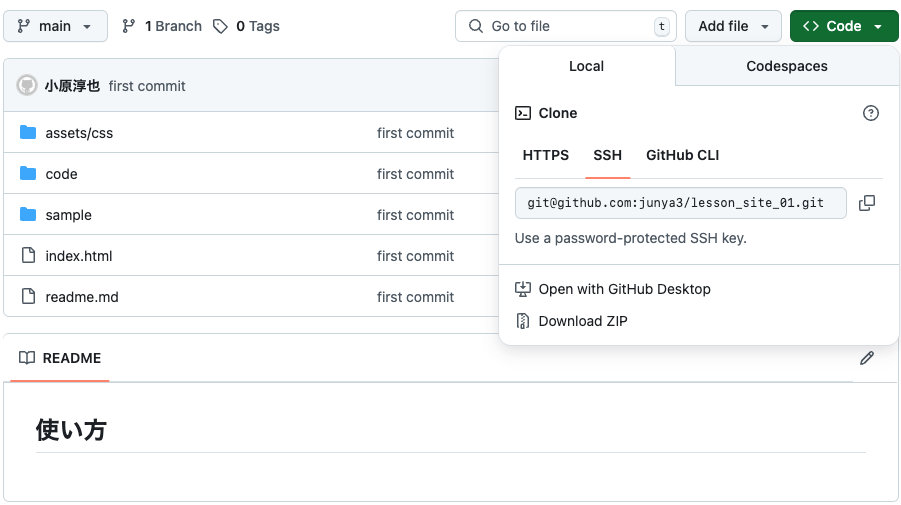 main
1 Branch
0 Tags
Go to file
t
Add file
Code
小原淳也 first commit
assets/css first commit
code first commit
sample first commit
index.html first commit
readme.md first commit
Local
Codespaces
Clone
HTTPS
SSH
GitHub CLI
git@github.com:junya3/lesson_site_01.git
Use a password-protected SSH key.
Open with GitHub Desktop
Download ZIP
README
使い方